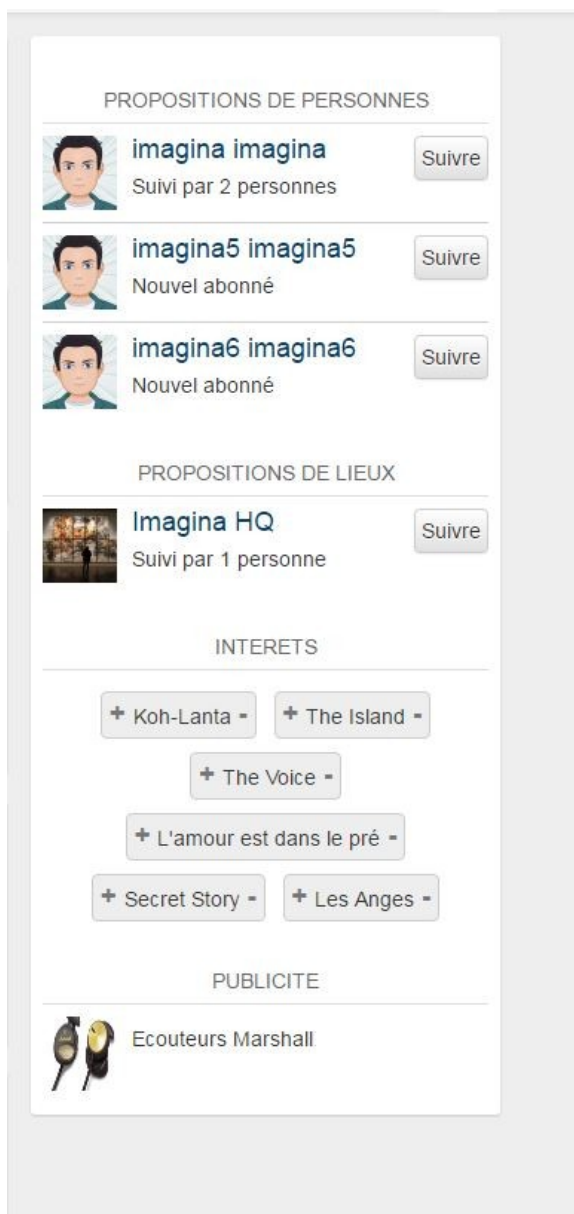 PROPOSITIONS DE PERSONNES
imagina imagina
Suivre
Suivi par 2 personnes
imagina5 imagina5
Suivre
Nouvel abonné
imagina6 imagina6
Suivre
Nouvel abonné
PROPOSITIONS DE LIEUX
Imagina HQ
Suivre
Suivi par 1 personne
INTERETS
+ Koh-Lanta - + The Island -
+ The Voice -
+ L'amour est dans le pré -
+ Secret Story - + Les Anges -
PUBLICITE
Ecouteurs Marshall